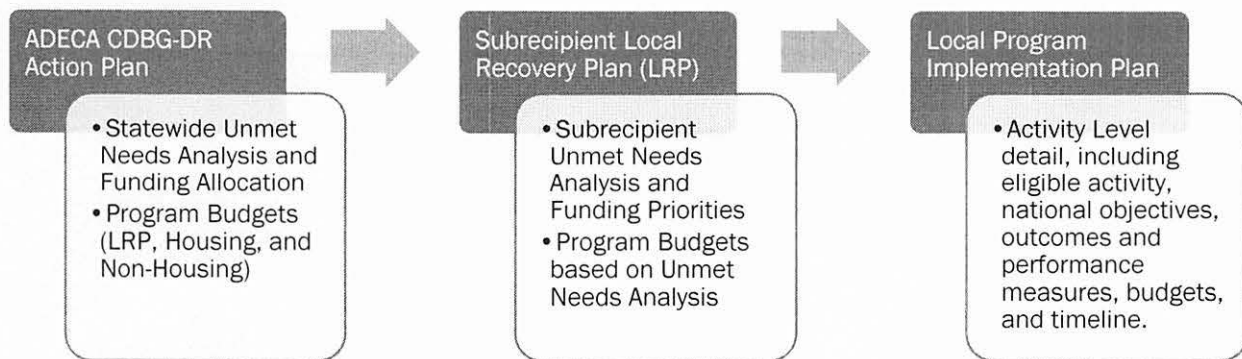 ADECA CDBG-DR
Action Plan
• Statewide Unmet
Needs Analysis and
Funding Allocation
• Program Budgets
(LRP, Housing, and
Non-Housing)
Subrecipient Local
Recovery Plan (LRP)
• Subrecipient
Unmet Needs
Analysis and
Funding Priorities
• Program Budgets
based on Unmet
Needs Analysis
Local Program
Implementation Plan
• Activity Level
detail, including
eligible activity,
national objectives,
outcomes and
performance
measures, budgets,
and timeline.